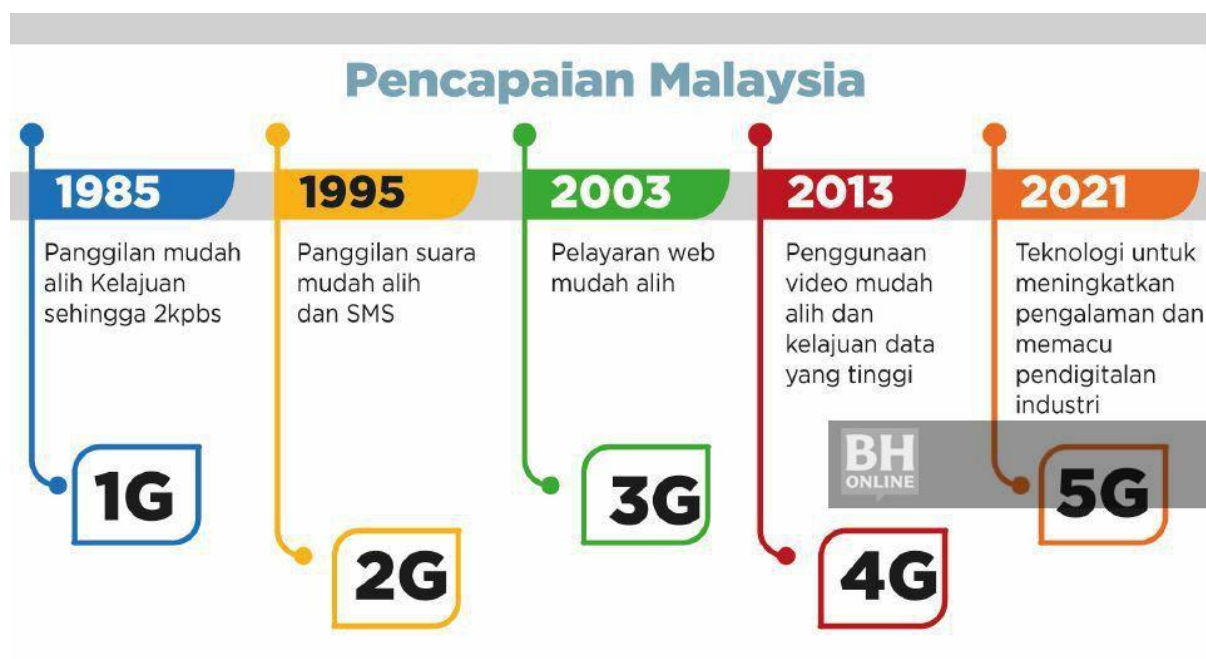 Pencapaian Malaysia
1985
Panggilan mudah
alih Kelajuan
sehingga 2kpbs
1G
1995
Panggilan suara
mudah alih
dan SMS
2G
2003
Pelayaran web
mudah alih
3G
2013
Penggunaan
video mudah
alih dan
kelajuan data
yang tinggi
4G
2021
Teknologi untuk
meningkatkan
pengalaman dan
memacu
pendigitalan
industri
5G
BH
ONLINE